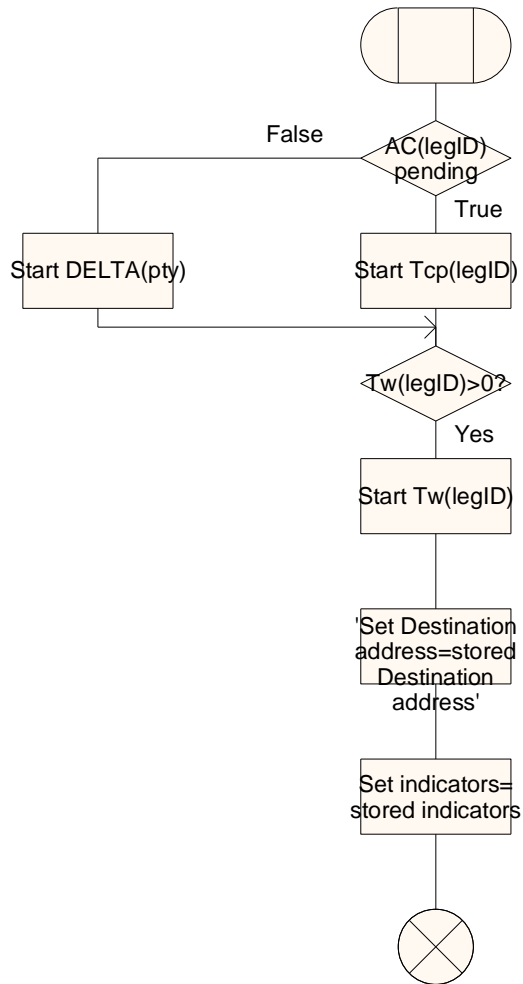 AC(legID)
pending
False
True
Start DELTA(pty)
Start Tcp(legID)
Tw(legID)>0?
Yes
Start Tw(legID)
'Set Destination
address=stored
Destination
address'
Set indicators=
stored indicators